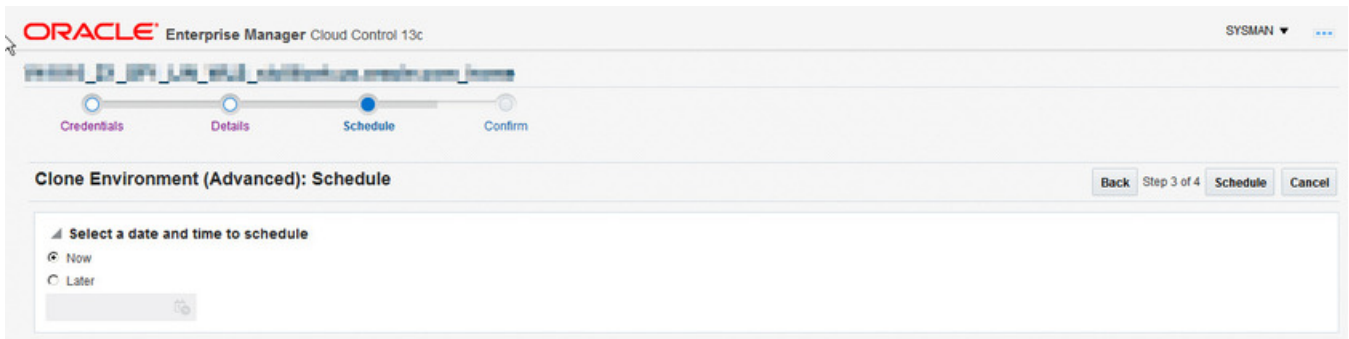 ORACLE Enterprise Manager Cloud Control 13c SYSMAN
Credentials Details Schedule Confirm
Clone Environment (Advanced): Schedule Back Step 3 of 4 Schedule Cancel
Select a date and time to schedule
Now
Later